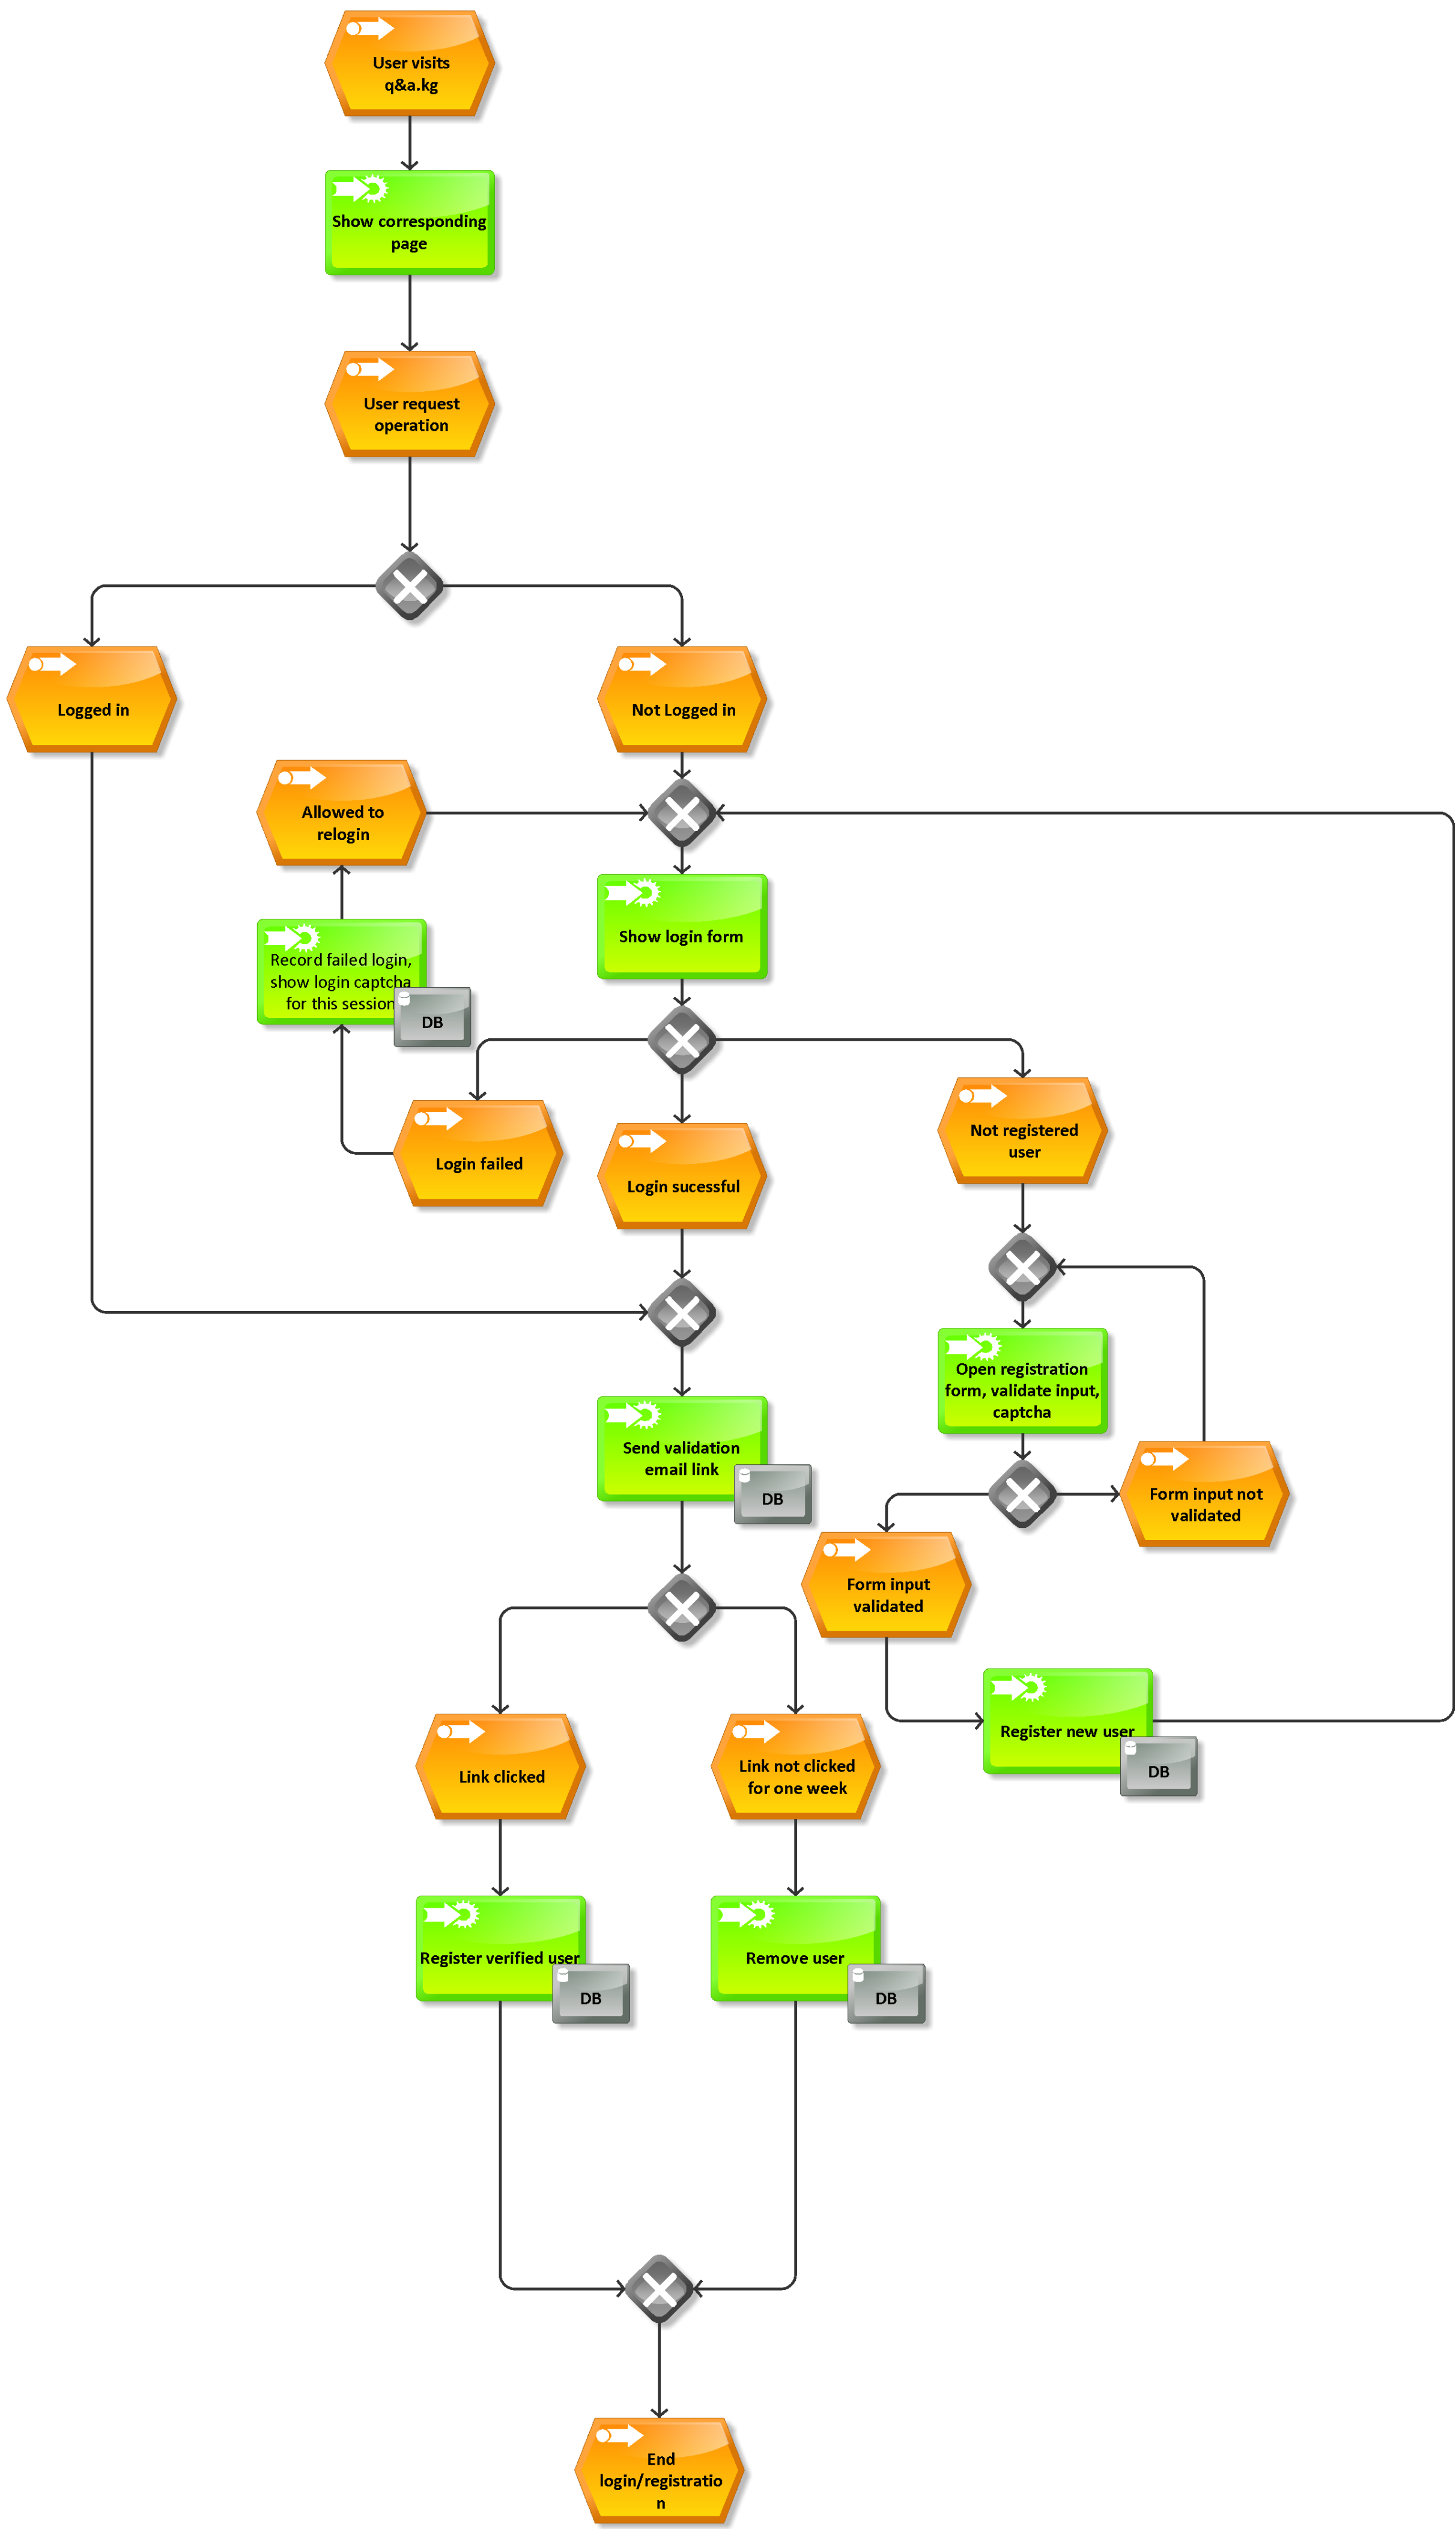 User visits
q&a.kg
Show corresponding
page
User request
operation
Logged in
Not Logged in
Allowed to
relogin
Show login form
Record failed login,
show login captcha
for this session
DB
Login failed
Login sucessful
Not registered
user
Open registration
form, validate input,
captcha
Send validation
email link
DB
Form input not
validated
Form input
validated
Register new user
DB
Link clicked
Link not clicked
for one week
Register verified user
DB
Remove user
DB
End
login/registratio
n